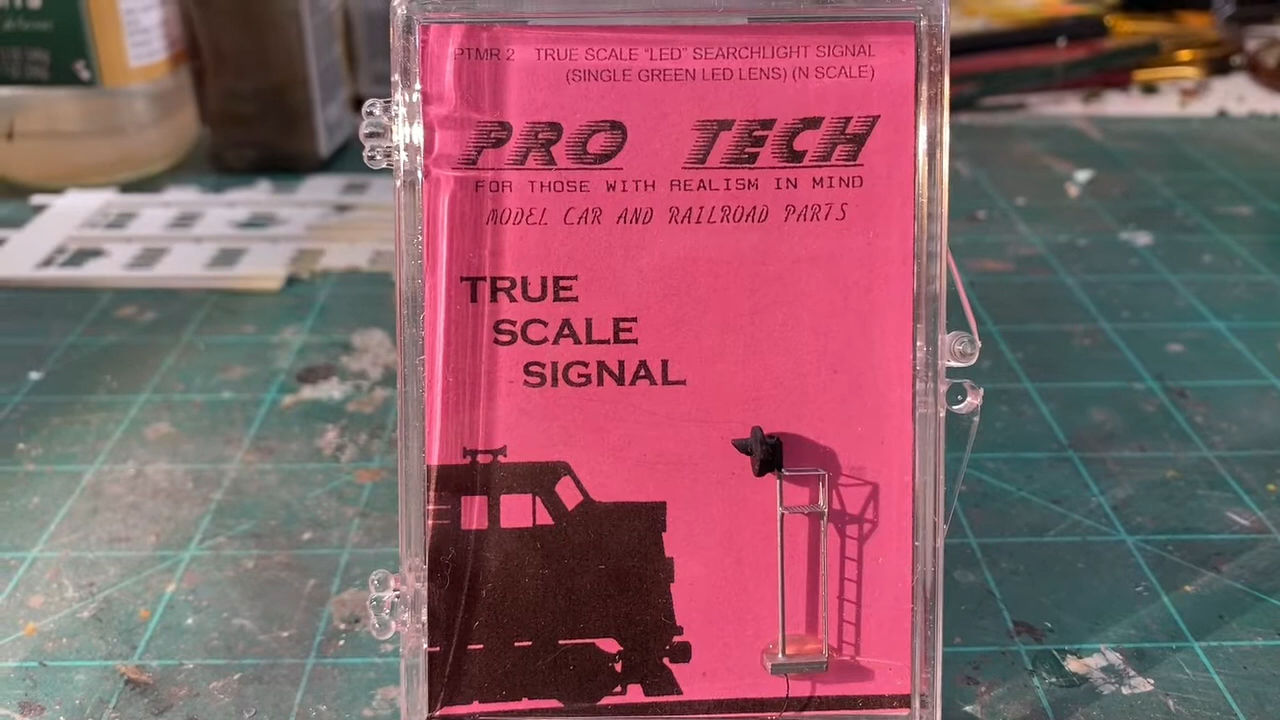 PTMR 2 TRUE SCALE "LED" SEARCHLIGHT SIGNAL
(SINGLE GREEN LED LENS) (N SCALE)
PRO TECH
FOR THOSE WITH REALISM IN MIND
MODEL CAR AND RAILROAD PARTS
TRUE
SCALE
SIGNAL